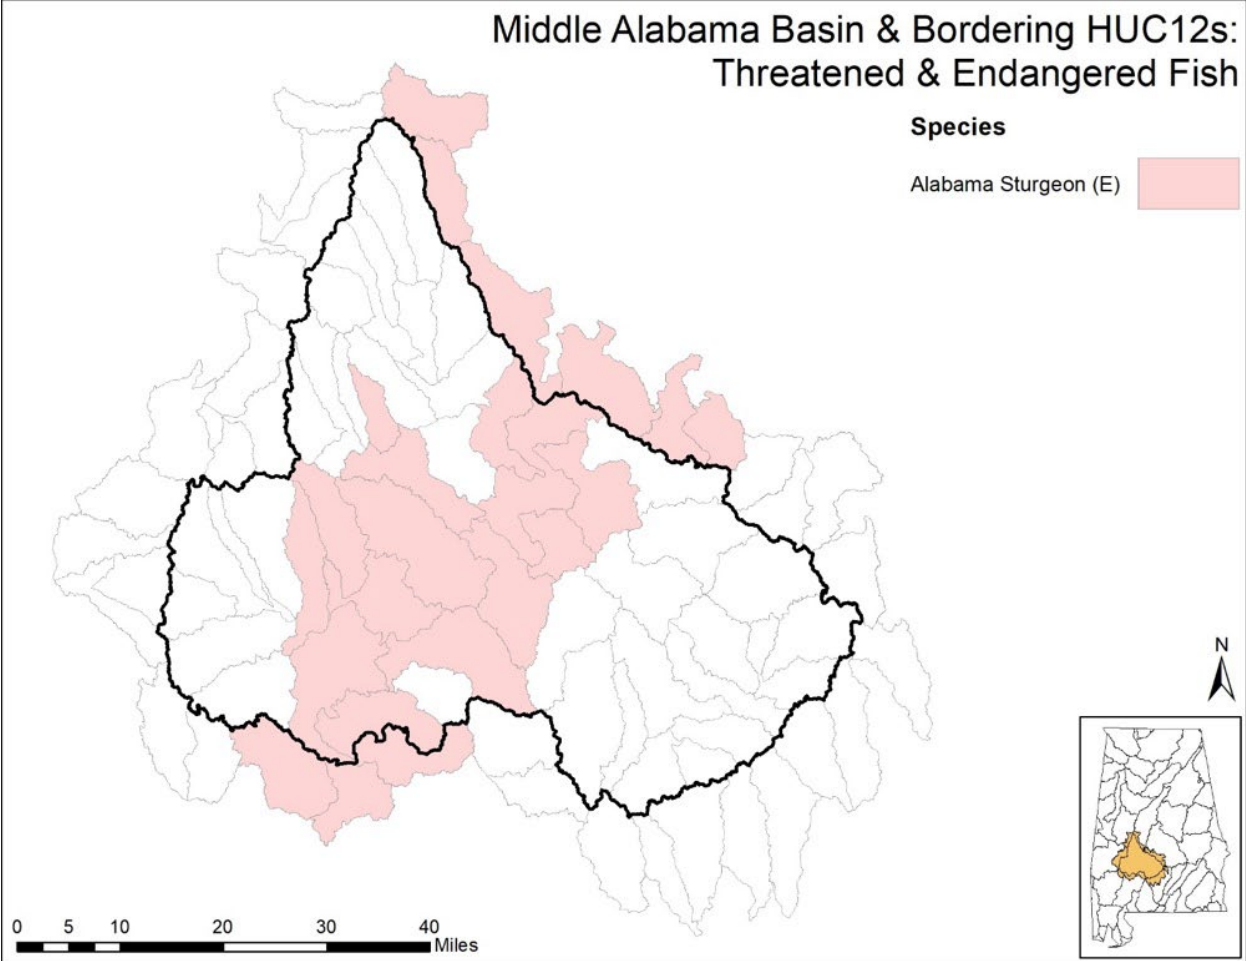 Middle Alabama Basin & Bordering HUC12s:
Threatened & Endangered Fish
Species
Alabama Sturgeon (E)
N
0 5 10 20 30 40
Miles